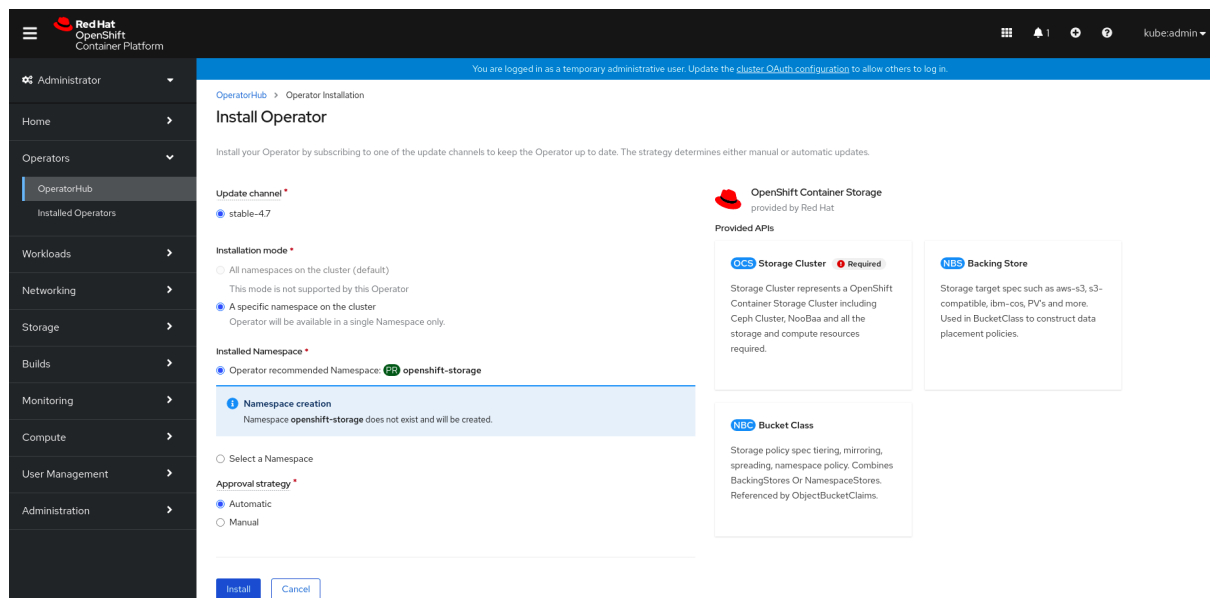 Red Hat
OpenShift
Container Platform
1
kube:admin
You are logged in as a temporary administrative user. Update the cluster OAuth configuration to allow others to log in.
Administrator
Home
Operators
OperatorHub
Installed Operators
Workloads
Networking
Storage
Builds
Monitoring
Compute
User Management
Administration
OperatorHub > Operator Installation
Install Operator
Install your Operator by subscribing to one of the update channels to keep the Operator up to date. The strategy determines either manual or automatic updates.
Update channel *
stable-4.7
Installation mode *
All namespaces on the cluster (default)
This mode is not supported by this Operator
A specific namespace on the cluster
Operator will be available in a single Namespace only.
Installed Namespace *
Operator recommended Namespace: PR openshift-storage
Namespace creation
Namespace openshift-storage does not exist and will be created.
Select a Namespace
Approval strategy *
Automatic
Manual
Install Cancel
OpenShift Container Storage
provided by Red Hat
Provided APIs
OCS Storage Cluster Required
Storage Cluster represents a OpenShift
Container Storage Cluster including
Ceph Cluster, NooBaa and all the
storage and compute resources
required.
NBS Backing Store
Storage target spec such as aws-s3, s3-
compatible, ibm-cos, PV's and more.
Used in BucketClass to construct data
placement policies.
NBC Bucket Class
Storage policy spec tiering, mirroring,
spreading, namespace policy. Combines
BackingStores Or NamespaceStores.
Referenced by ObjectBucketClaims.